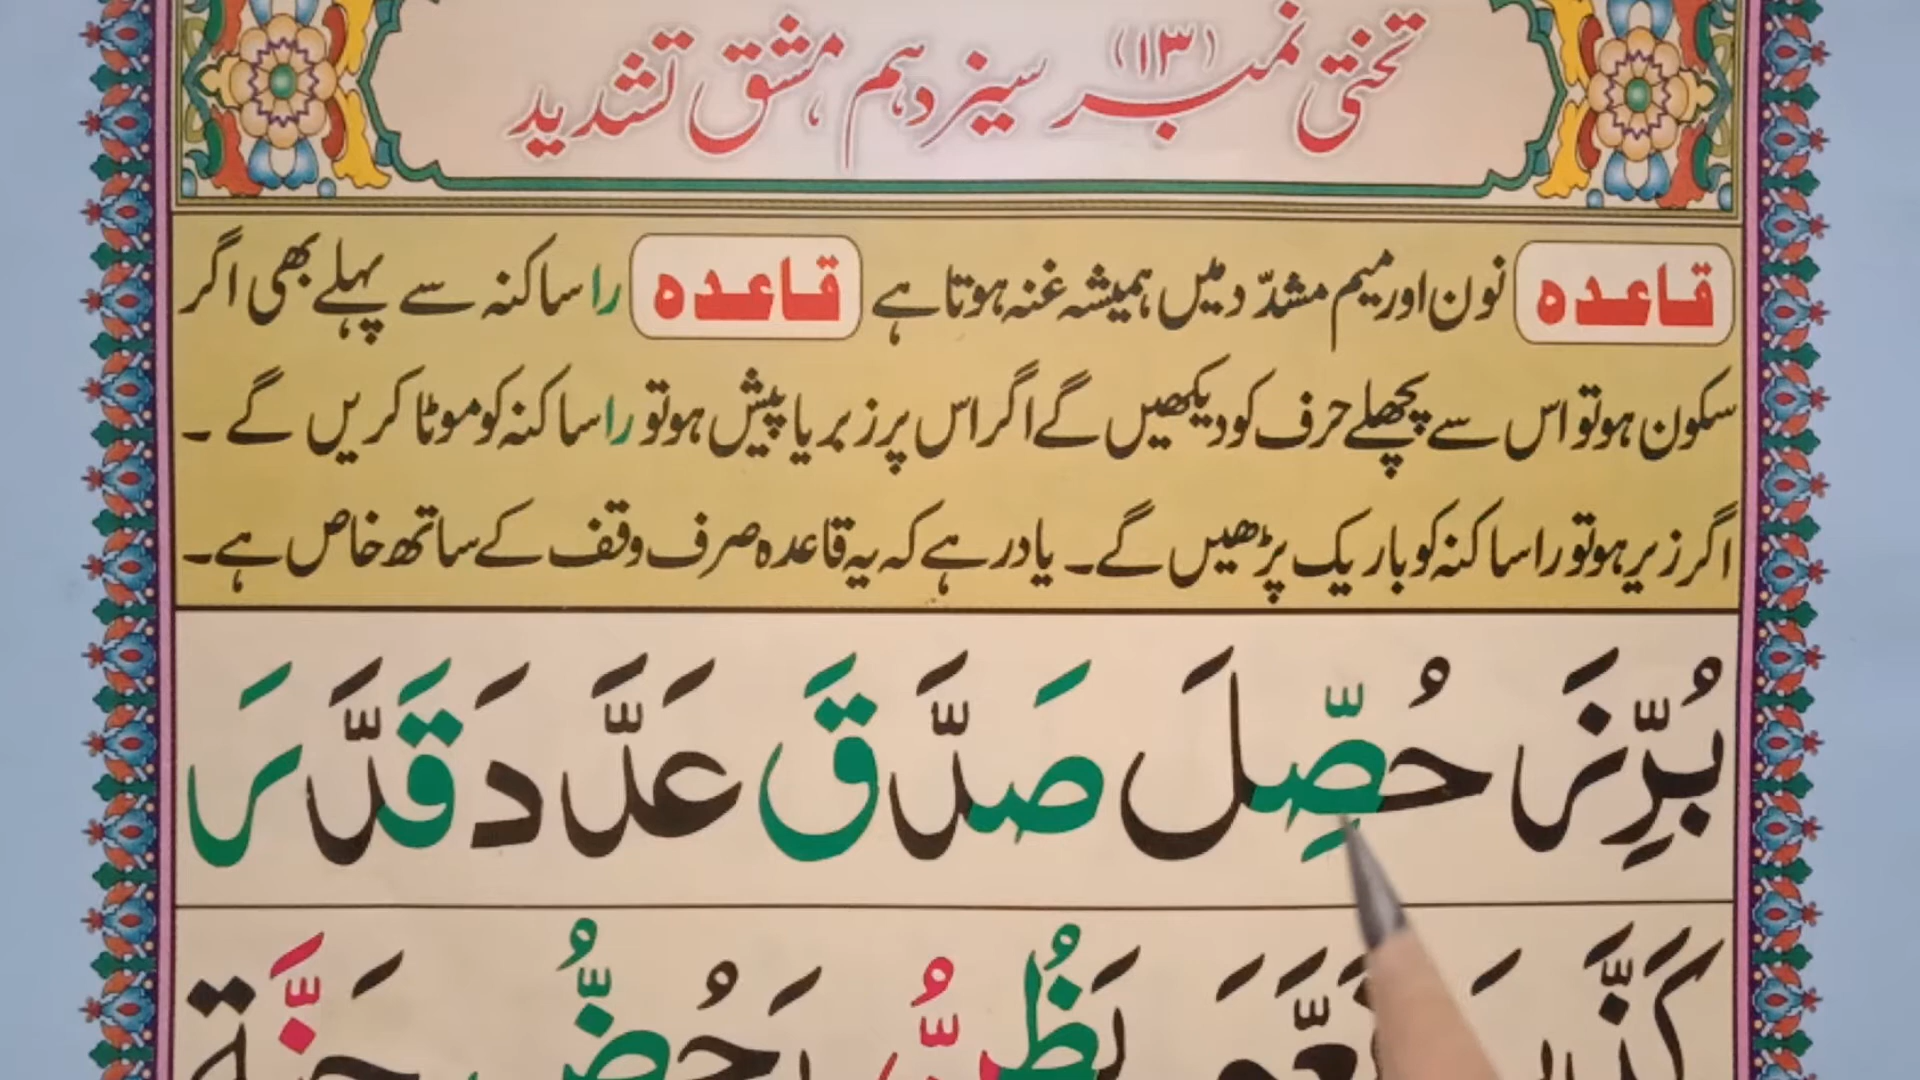 تختی نمبر (۱۳) سیزدہم، مشق تشدید
قاعدہ نون اور میم مشدّد میں ہمیشہ غنہ ہوتا ہے قاعدہ را ساکنہ سے پہلے بھی اگر
سکون ہو تو اس سے پچھلے حرف کو دیکھیں گے اگر اس پر زبر یا پیش ہو تو را ساکنہ کو موٹا کریں گے ۔
اگر زیر ہو تو را ساکنہ کو باریک پڑھیں گے ۔ یاد رہے کہ یہ قاعدہ صرف وقف کے ساتھ خاص ہے ۔
بُرِّزَ حُصِّلَ صَدَّقَ عَدَّدَ قَدَّرَ
كَذَّبَ نَعَّمَ يَظُنُّ يَحُضُّ جَنَّة